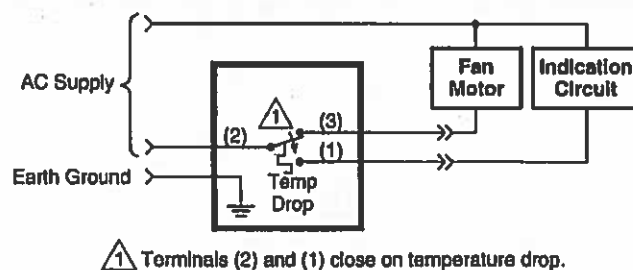 AC Supply
Fan
Motor
Indication
Circuit
1
(2)
(3)
(1)
Earth Ground
Temp
Drop
1 Terminals (2) and (1) close on temperature drop.